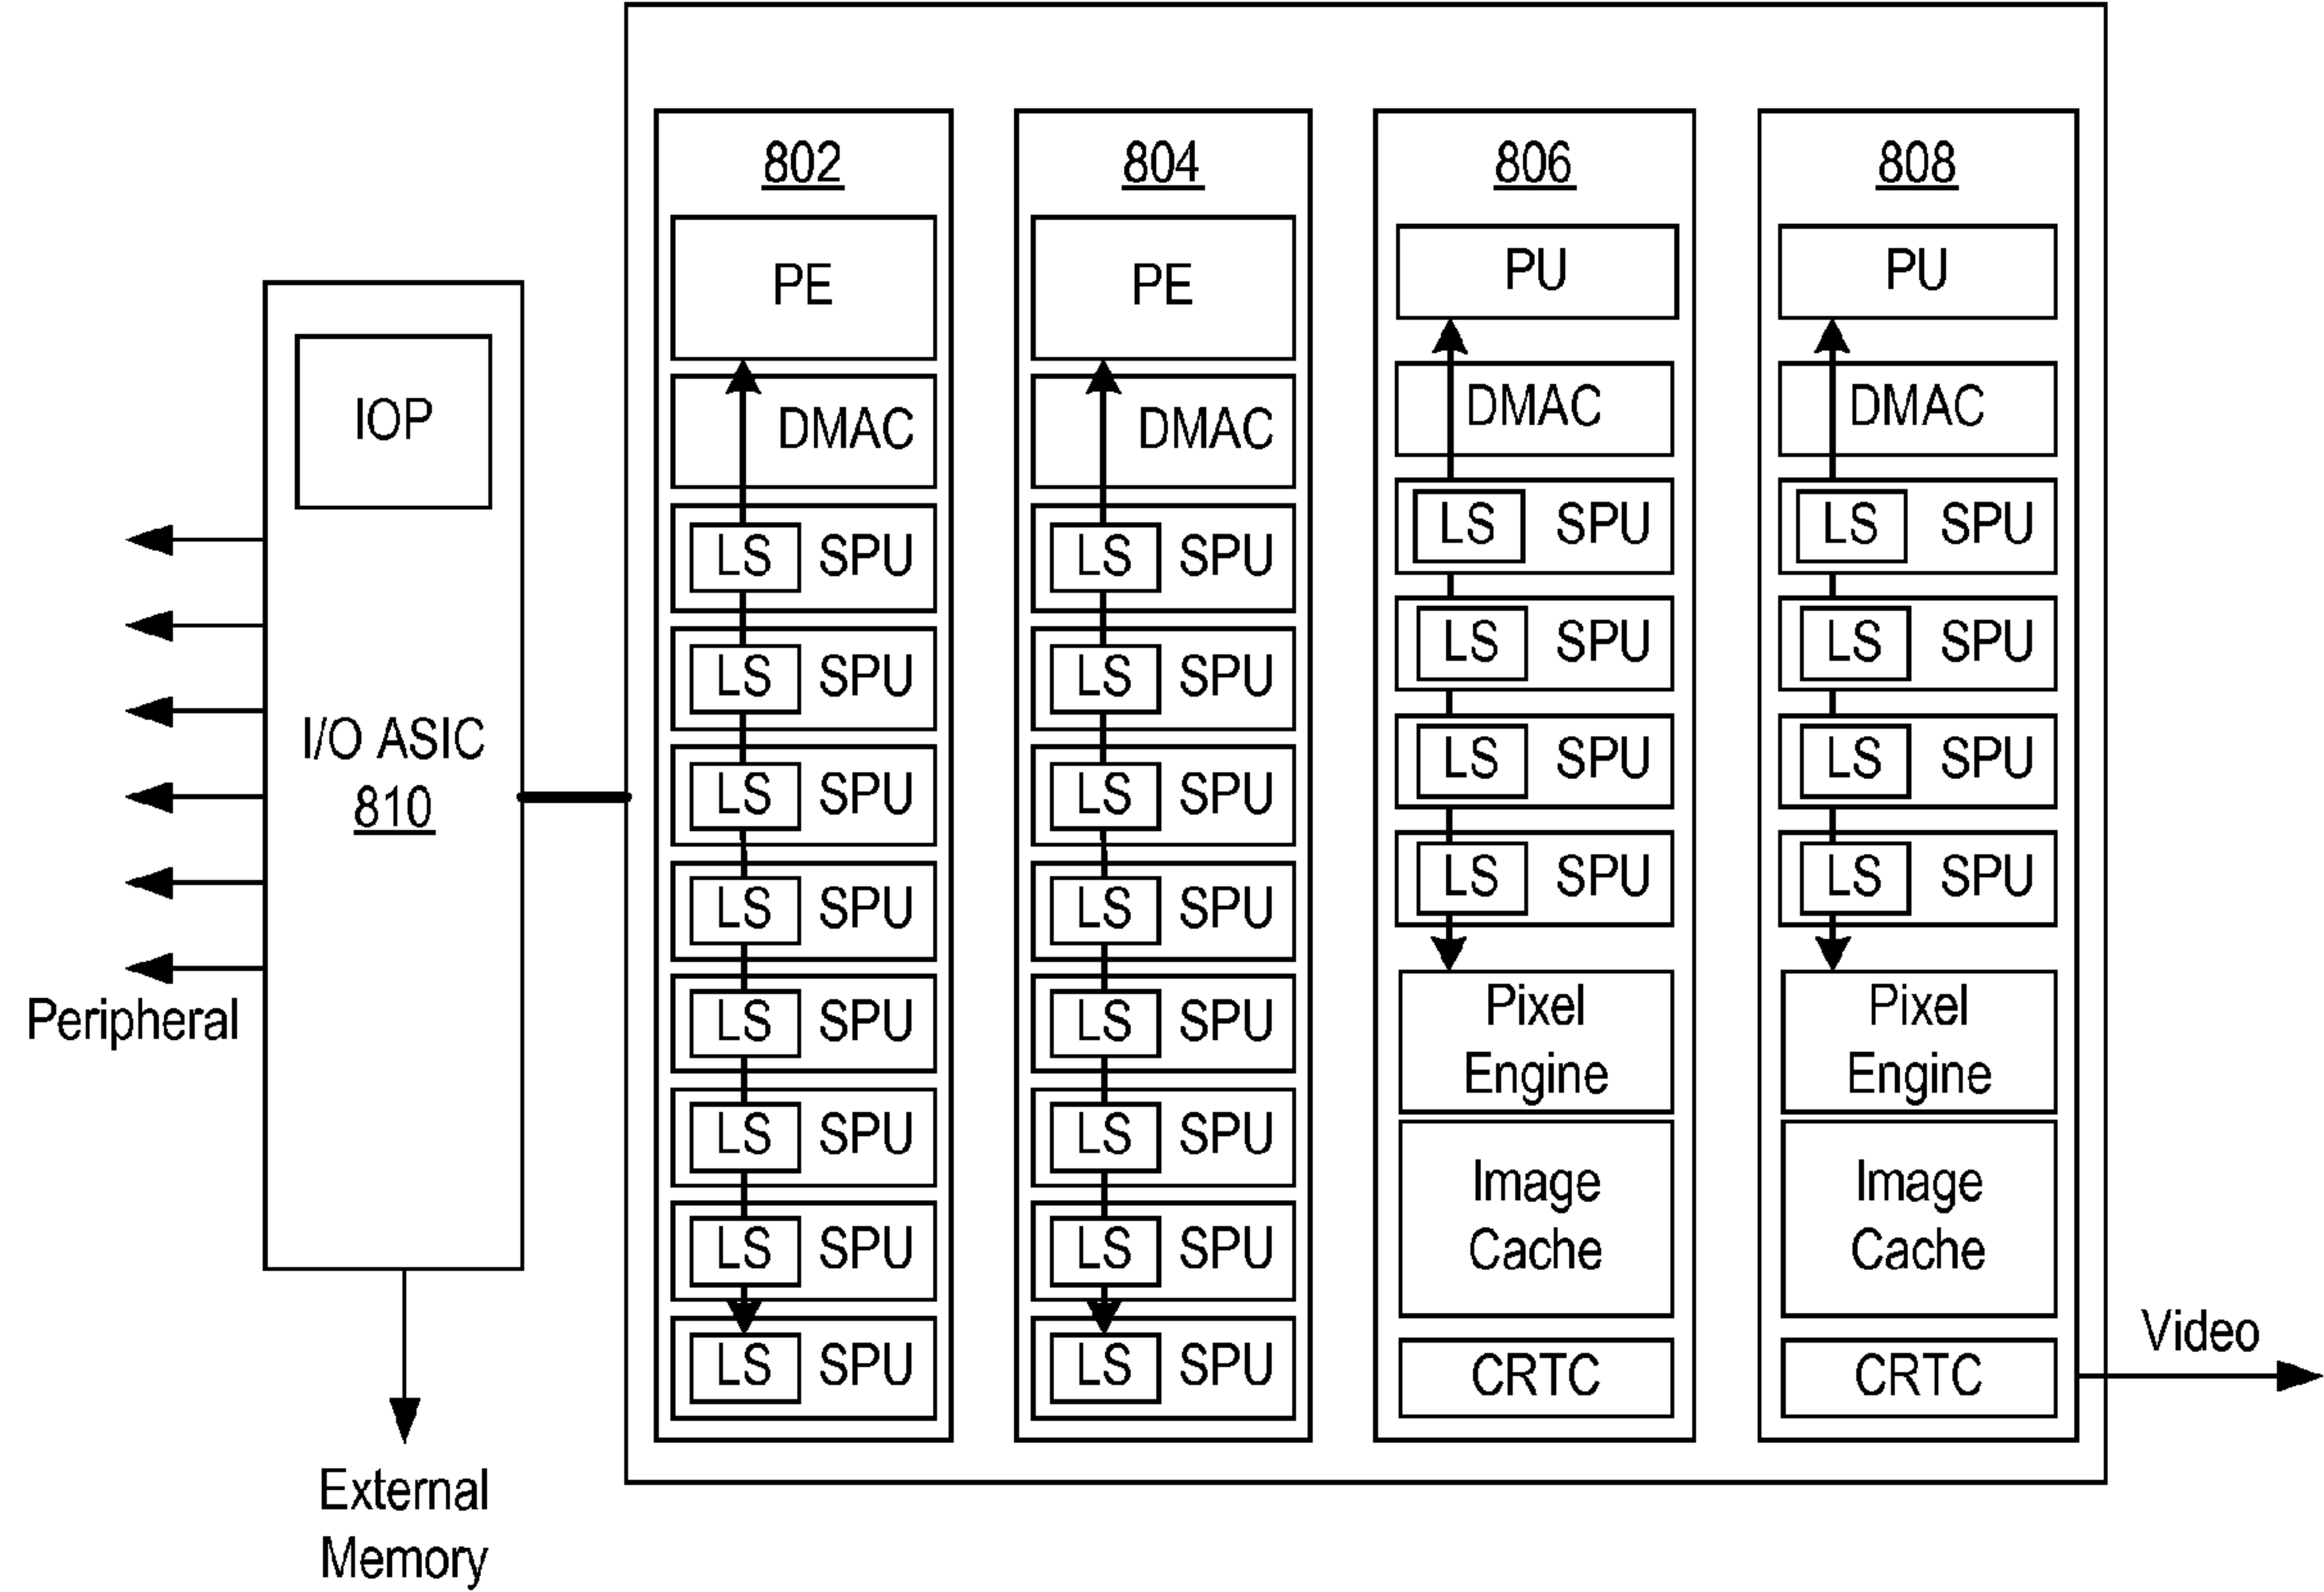 IOP
I/O ASIC
810
Peripheral
External
Memory
802
PE
DMAC
LS SPU
LS SPU
LS SPU
LS SPU
LS SPU
LS SPU
LS SPU
LS SPU
804
PE
DMAC
LS SPU
LS SPU
LS SPU
LS SPU
LS SPU
LS SPU
LS SPU
LS SPU
806
PU
DMAC
LS SPU
LS SPU
LS SPU
LS SPU
Pixel
Engine
Image
Cache
CRTC
808
PU
DMAC
LS SPU
LS SPU
LS SPU
LS SPU
Pixel
Engine
Image
Cache
CRTC
Video